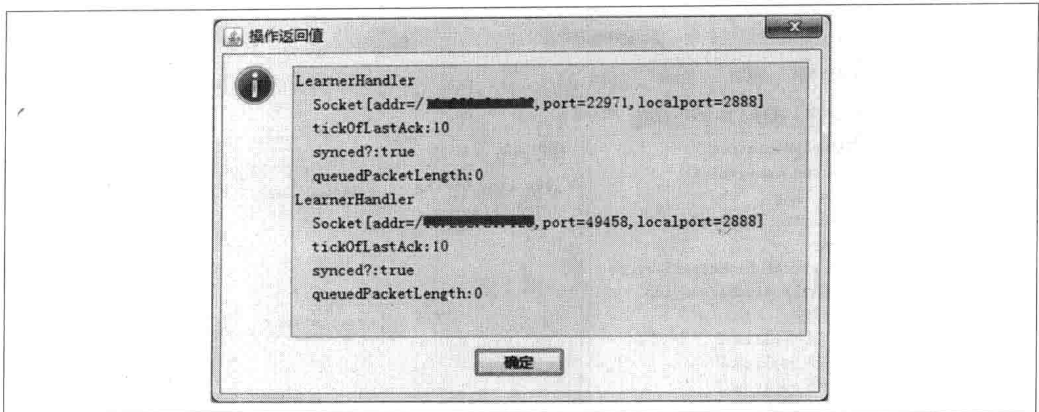 操作返回值
LearnerHandler
Socket[addr=/ ,port=22971,localport=2888]
tickOfLastAck:10
synced?:true
queuedPacketLength:0
LearnerHandler
Socket[addr=/ ,port=49458,localport=2888]
tickOfLastAck:10
synced?:true
queuedPacketLength:0
确定